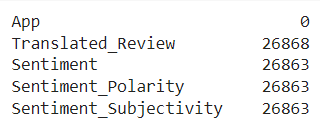 App 0
Translated_Review 26868
Sentiment 26863
Sentiment_Polarity 26863
Sentiment_Subjectivity 26863